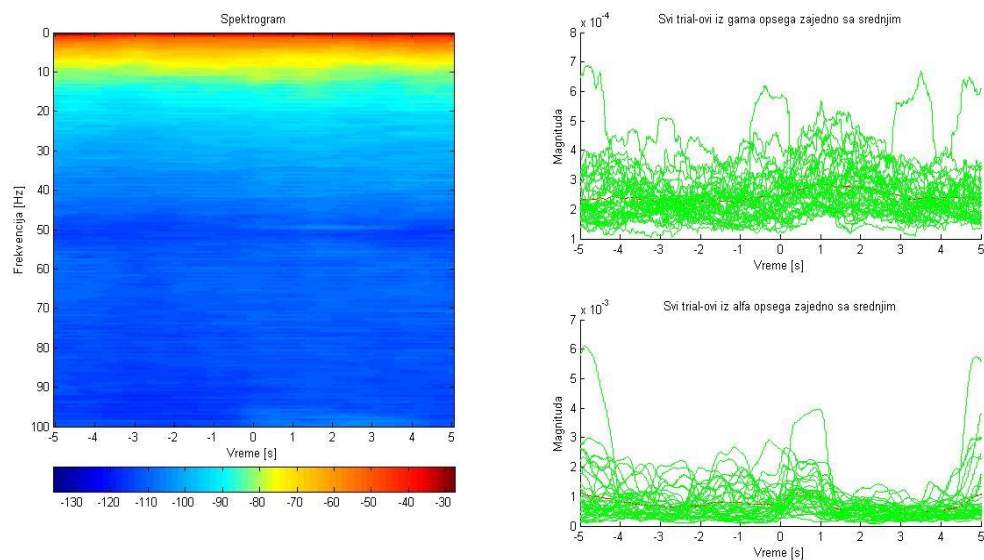 Spektrogram
0
10
20
30
40
50
60
70
80
90
100
Frekvencija [Hz]
-5 -4 -3 -2 -1 0 1 2 3 4 5
Vreme [s]
-130 -120 -110 -100 -90 -80 -70 -60 -50 -40 -30
Svi trial-ovi iz gama opsega zajedno sa srednjim
x 10⁻⁴
8
7
6
5
4
3
2
1
Magnituda
-5 -4 -3 -2 -1 0 1 2 3 4 5
Vreme [s]
Svi trial-ovi iz alfa opsega zajedno sa srednjim
x 10⁻³
7
6
5
4
3
2
1
0
Magnituda
-5 -4 -3 -2 -1 0 1 2 3 4 5
Vreme [s]